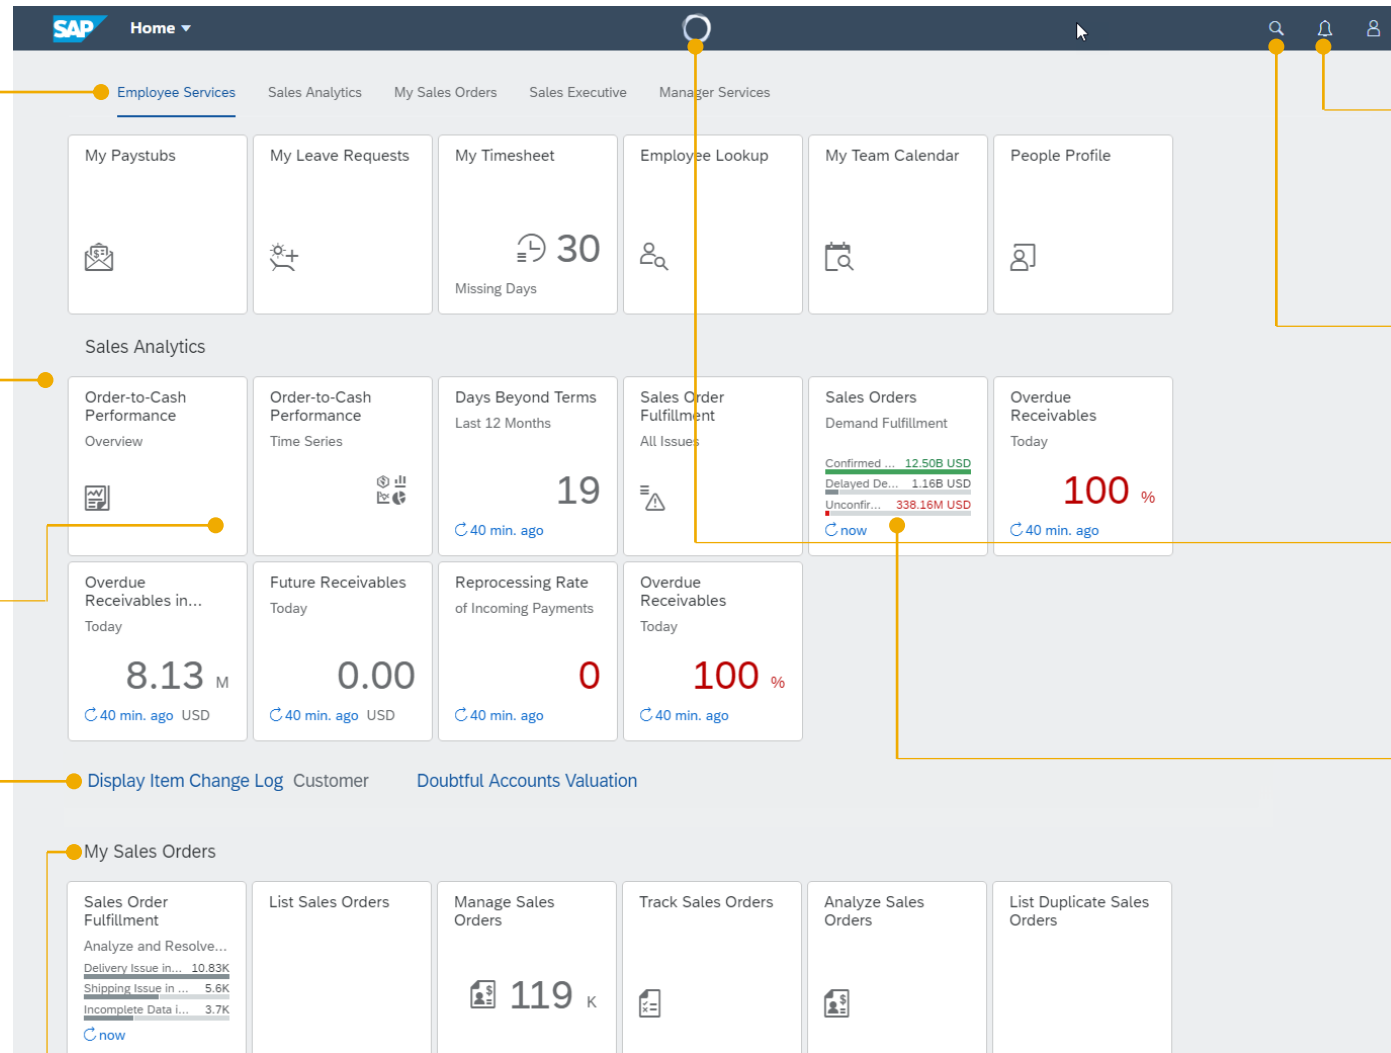 SAP Home
Employee Services Sales Analytics My Sales Orders Sales Executive Manager Services
My Paystubs
My Leave Requests
My Timesheet
30
Missing Days
Employee Lookup
My Team Calendar
People Profile
Sales Analytics
Order-to-Cash
Performance
Overview
Order-to-Cash
Performance
Time Series
Days Beyond Terms
Last 12 Months
19
40 min. ago
Sales Order
Fulfillment
All Issues
Sales Orders
Demand Fulfillment
Confirmed ... 12.50B USD
Delayed De... 1.16B USD
Unconfir... 338.16M USD
now
Overdue
Receivables
Today
100 %
40 min. ago
Overdue
Receivables in...
Today
8.13 M
40 min. ago USD
Future Receivables
Today
0.00
40 min. ago USD
Reprocessing Rate
of Incoming Payments
0
40 min. ago
Overdue
Receivables
Today
100 %
40 min. ago
Display Item Change Log Customer Doubtful Accounts Valuation
My Sales Orders
Sales Order
Fulfillment
Analyze and Resolve...
Delivery Issue in... 10.83K
Shipping Issue in ... 5.6K
Incomplete Data i... 3.7K
now
List Sales Orders
Manage Sales
Orders
119 K
Track Sales Orders
Analyze Sales
Orders
List Duplicate Sales
Orders